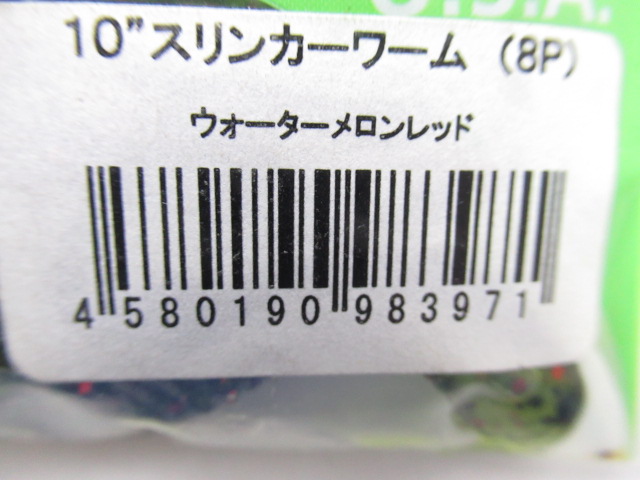 U.S.A.
10"スリンカーワーム (8P)
ウォーターメロンレッド
4 580190 983971